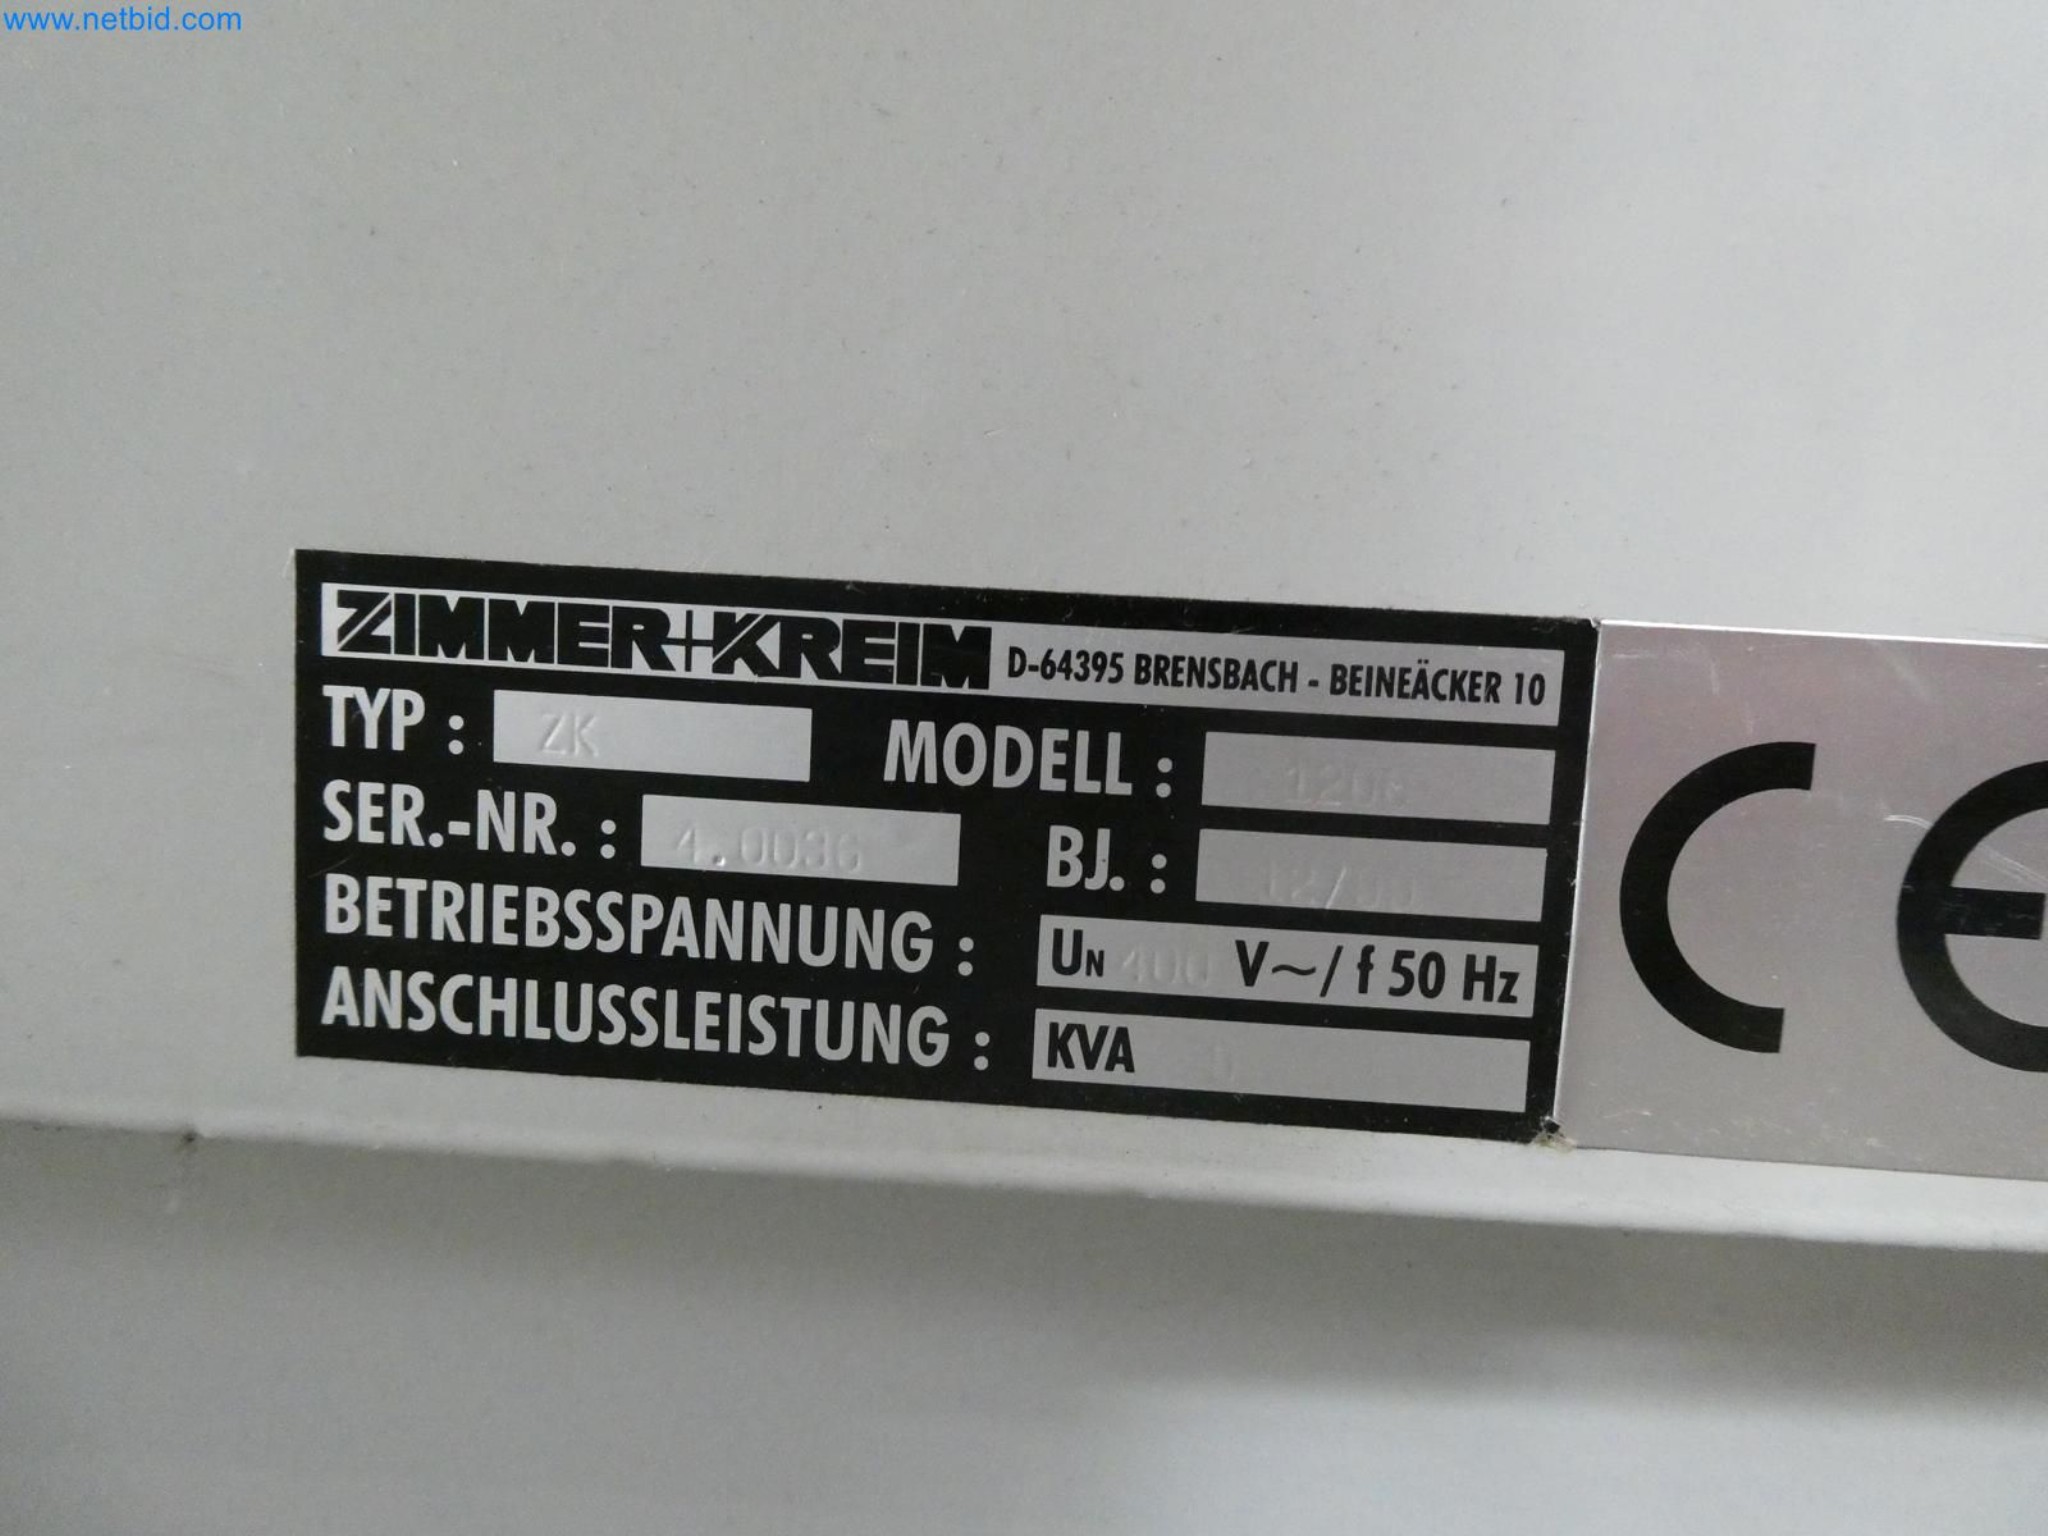 www.netbid.com
ZIMMER+KREIM D-64395 BRENSBACH - BEINEÄCKER 10
TYP : ZK MODELL :
SER.-NR. : BJ. :
BETRIEBSSPANNUNG : UN 400 V~/ f 50 Hz
ANSCHLUSSLEISTUNG : KVA
CE